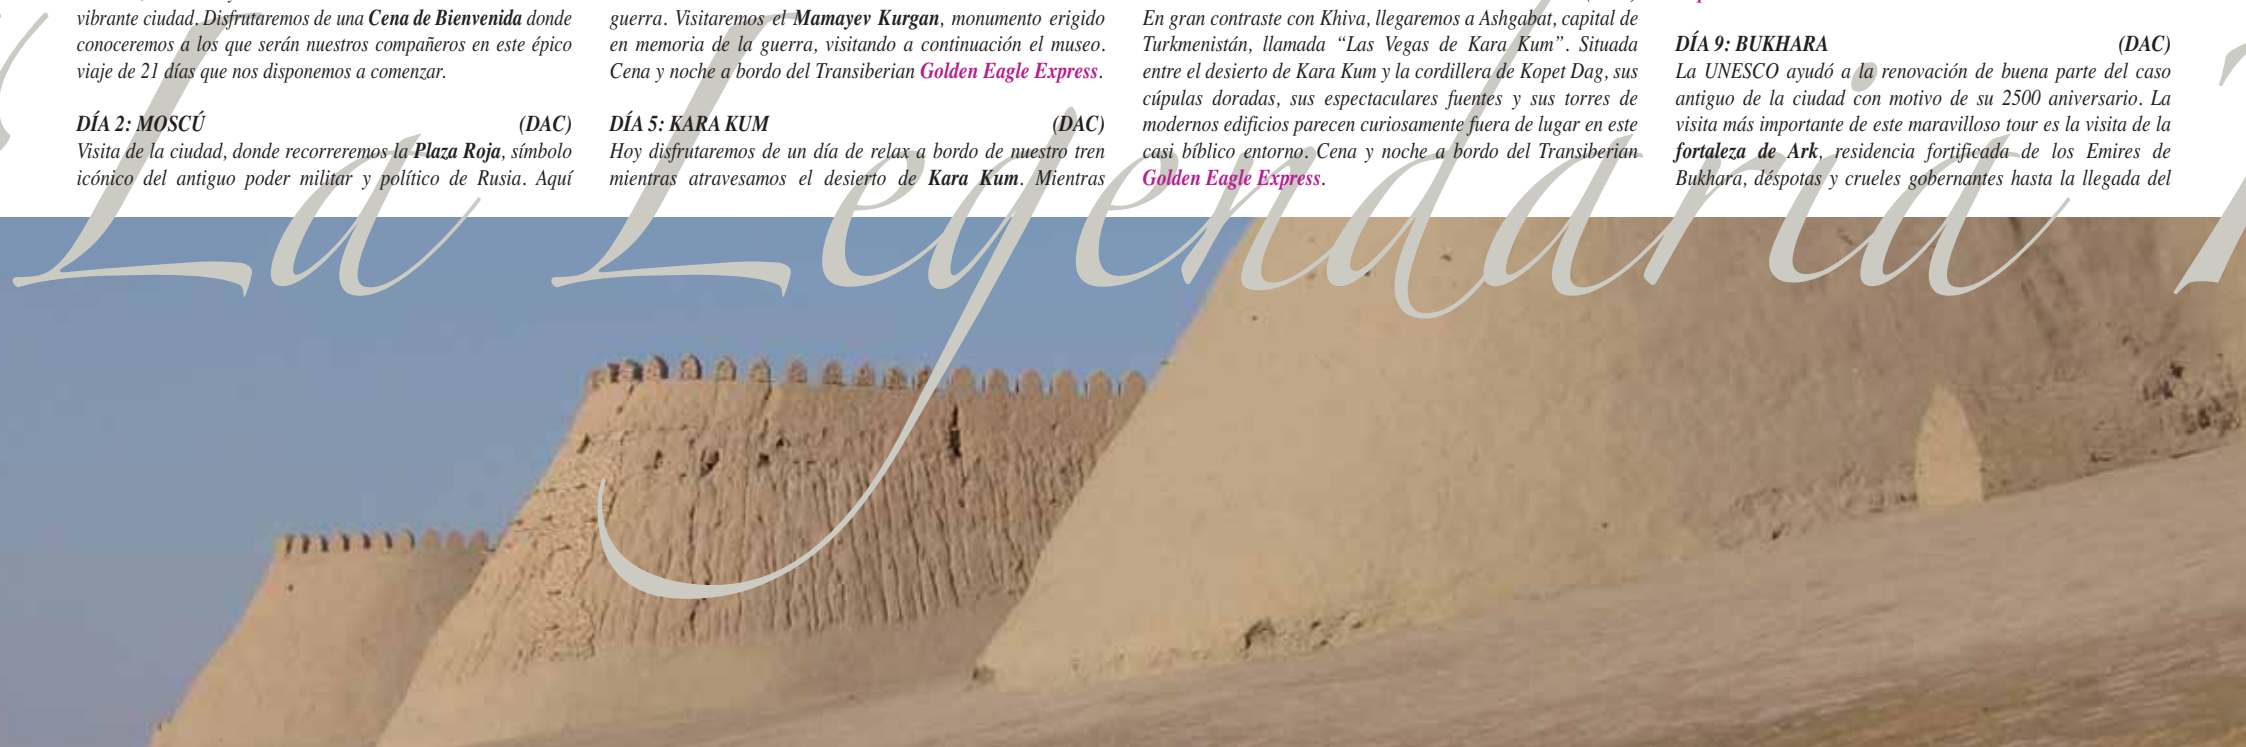 vibrante ciudad. Disfrutaremos de una Cena de Bienvenida donde
conoceremos a los que serán nuestros compañeros en este épico
viaje de 21 días que nos disponemos a comenzar.
DÍA 2: MOSCÚ (DAC)
Visita de la ciudad, donde recorreremos la Plaza Roja, símbolo
icónico del antiguo poder militar y político de Rusia. Aquí
guerra. Visitaremos el Mamayev Kurgan, monumento erigido
en memoria de la guerra, visitando a continuación el museo.
Cena y noche a bordo del Transiberian Golden Eagle Express.
DÍA 5: KARA KUM (DAC)
Hoy disfrutaremos de un día de relax a bordo de nuestro tren
mientras atravesamos el desierto de Kara Kum. Mientras
En gran contraste con Khiva, llegaremos a Ashgabat, capital de
Turkmenistán, llamada “Las Vegas de Kara Kum”. Situada
entre el desierto de Kara Kum y la cordillera de Kopet Dag, sus
cúpulas doradas, sus espectaculares fuentes y sus torres de
modernos edificios parecen curiosamente fuera de lugar en este
casi bíblico entorno. Cena y noche a bordo del Transiberian
Golden Eagle Express.
DÍA 9: BUKHARA (DAC)
La UNESCO ayudó a la renovación de buena parte del caso
antiguo de la ciudad con motivo de su 2500 aniversario. La
visita más importante de este maravilloso tour es la visita de la
fortaleza de Ark, residencia fortificada de los Emires de
Bukhara, déspotas y crueles gobernantes hasta la llegada del
La Legendaria